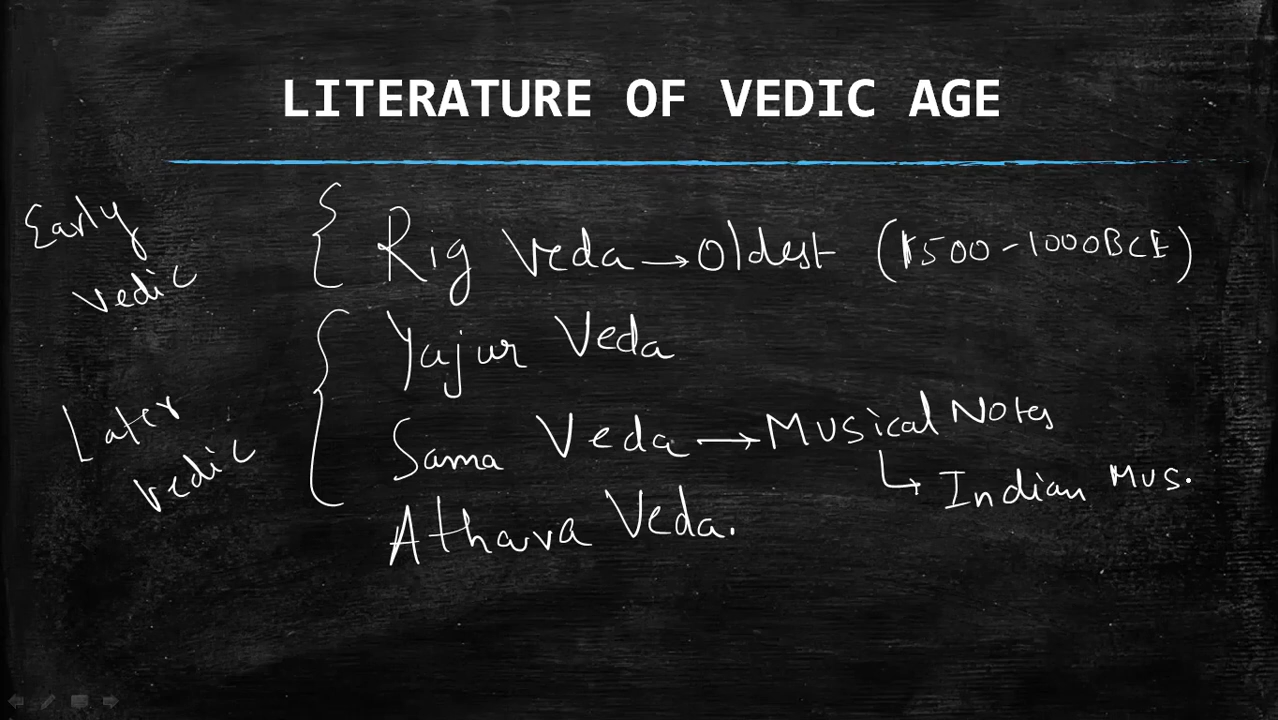 LITERATURE OF VEDIC AGE
Early Vedic
Rig Veda → Oldest (1500-1000BCE)
Yajur Veda
Later Vedic
Sama Veda → Musical Notes
↳ Indian Mus.
Atharva Veda.